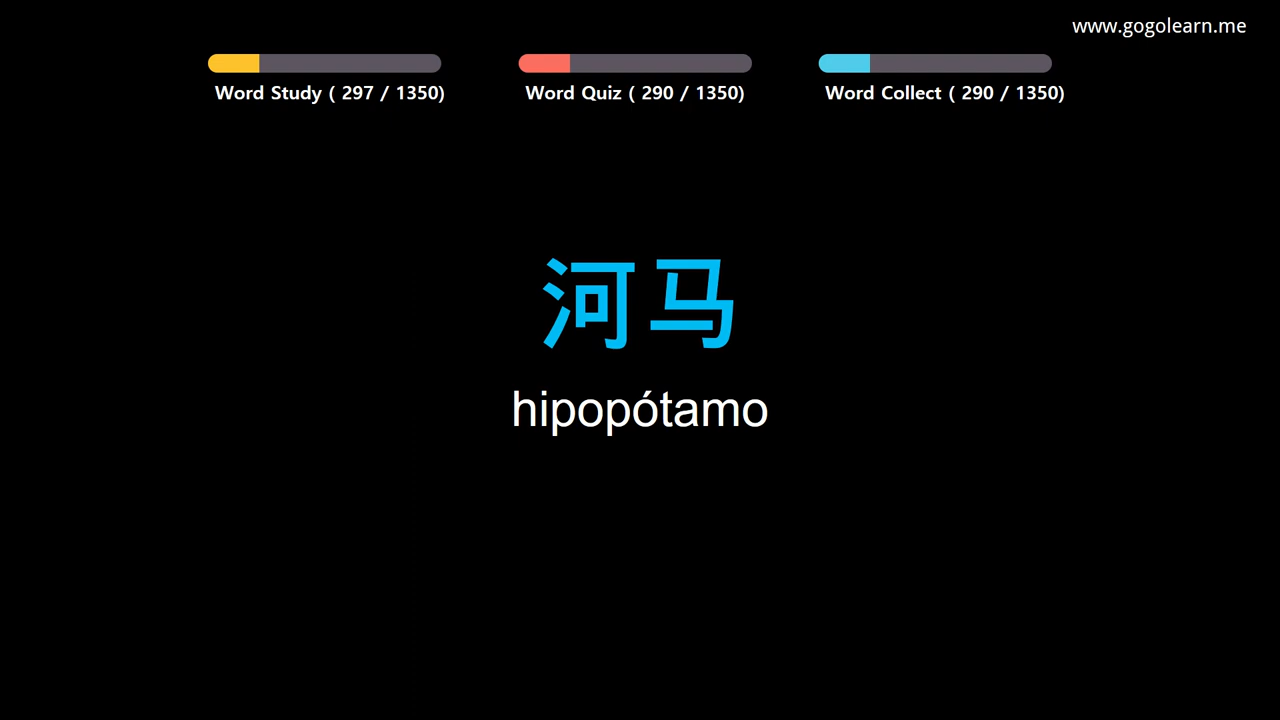 www.gogolearn.me
Word Study ( 297 / 1350)
Word Quiz ( 290 / 1350)
Word Collect ( 290 / 1350)
河马
hipopótamo